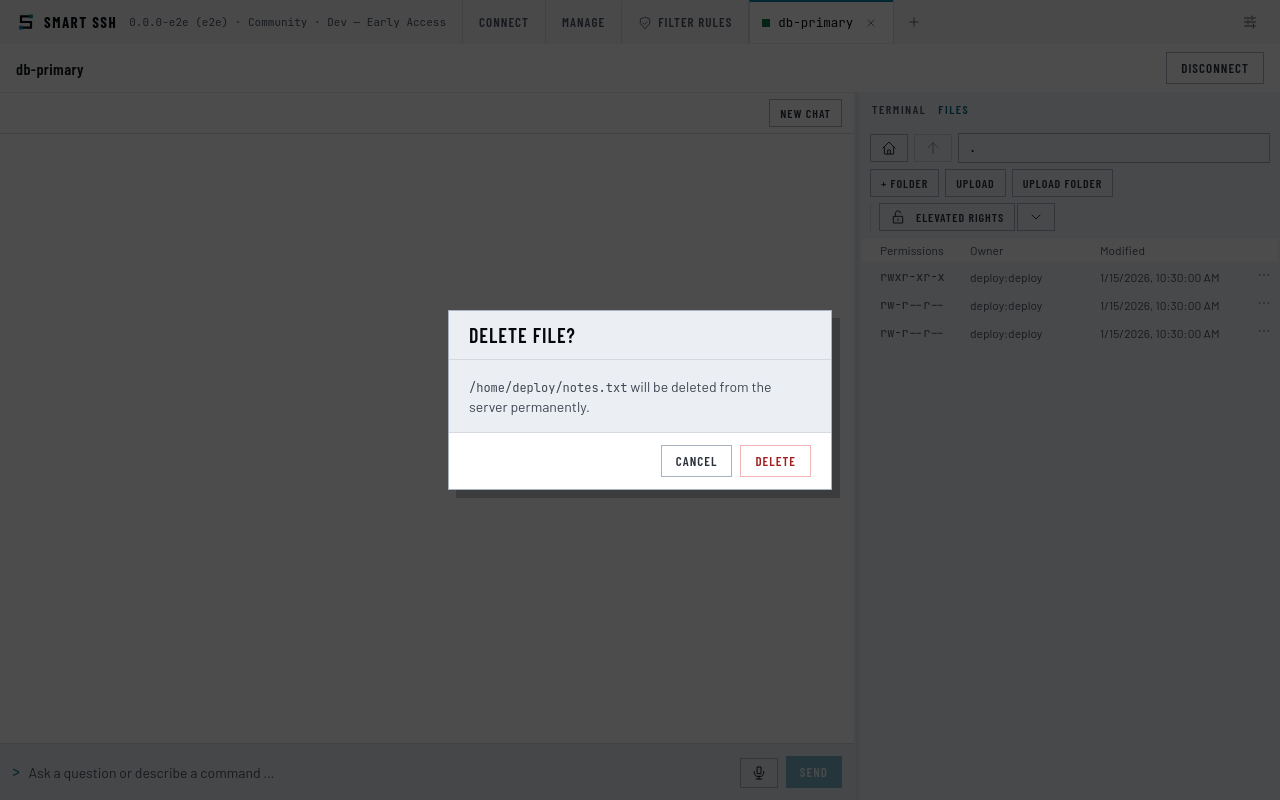 SMART SSH 0.0.0-e2e (e2e) · Community · Dev — Early Access CONNECT MANAGE FILTER RULES db-primary × +
db-primary DISCONNECT
NEW CHAT TERMINAL FILES
.
+ FOLDER UPLOAD UPLOAD FOLDER
ELEVATED RIGHTS
Permissions Owner Modified
rwxr-xr-x deploy:deploy 1/15/2026, 10:30:00 AM ...
rw-r--r-- deploy:deploy 1/15/2026, 10:30:00 AM ...
rw-r--r-- deploy:deploy 1/15/2026, 10:30:00 AM ...
DELETE FILE?
/home/deploy/notes.txt will be deleted from the
server permanently.
CANCEL DELETE
> Ask a question or describe a command ... SEND